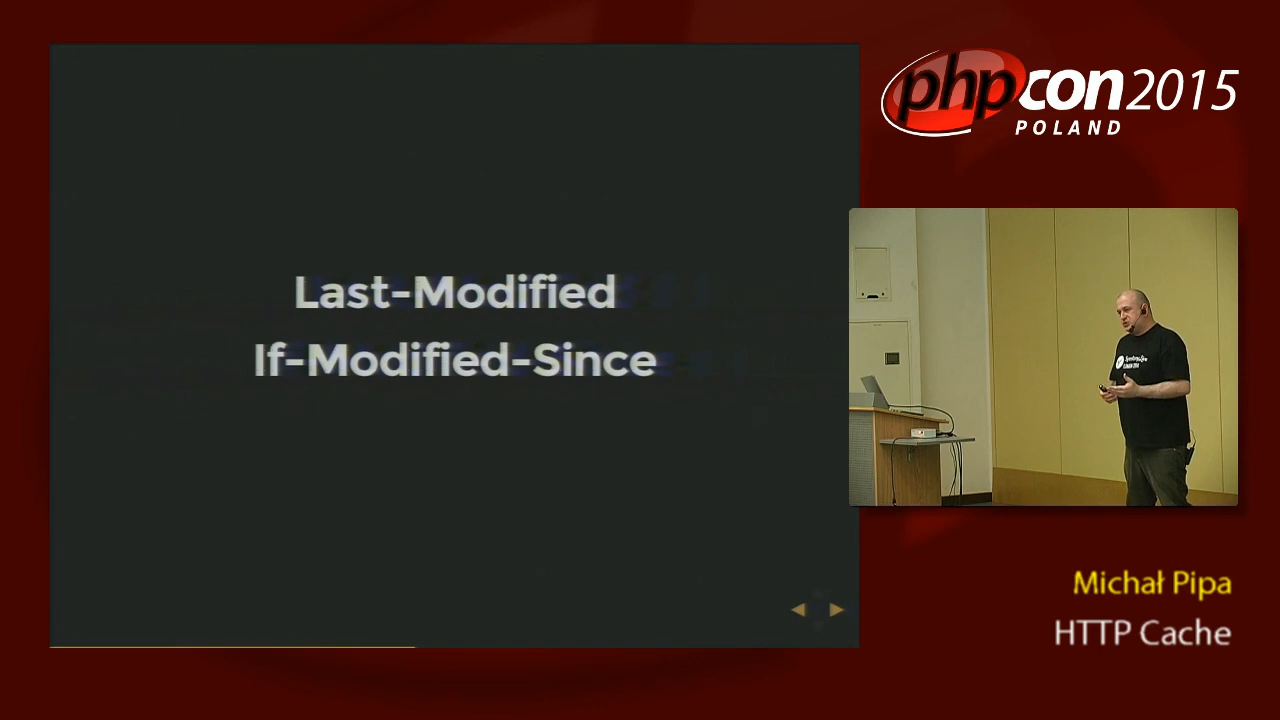 Last-Modified
If-Modified-Since
phpcon2015
POLAND
Michał Pipa
HTTP Cache